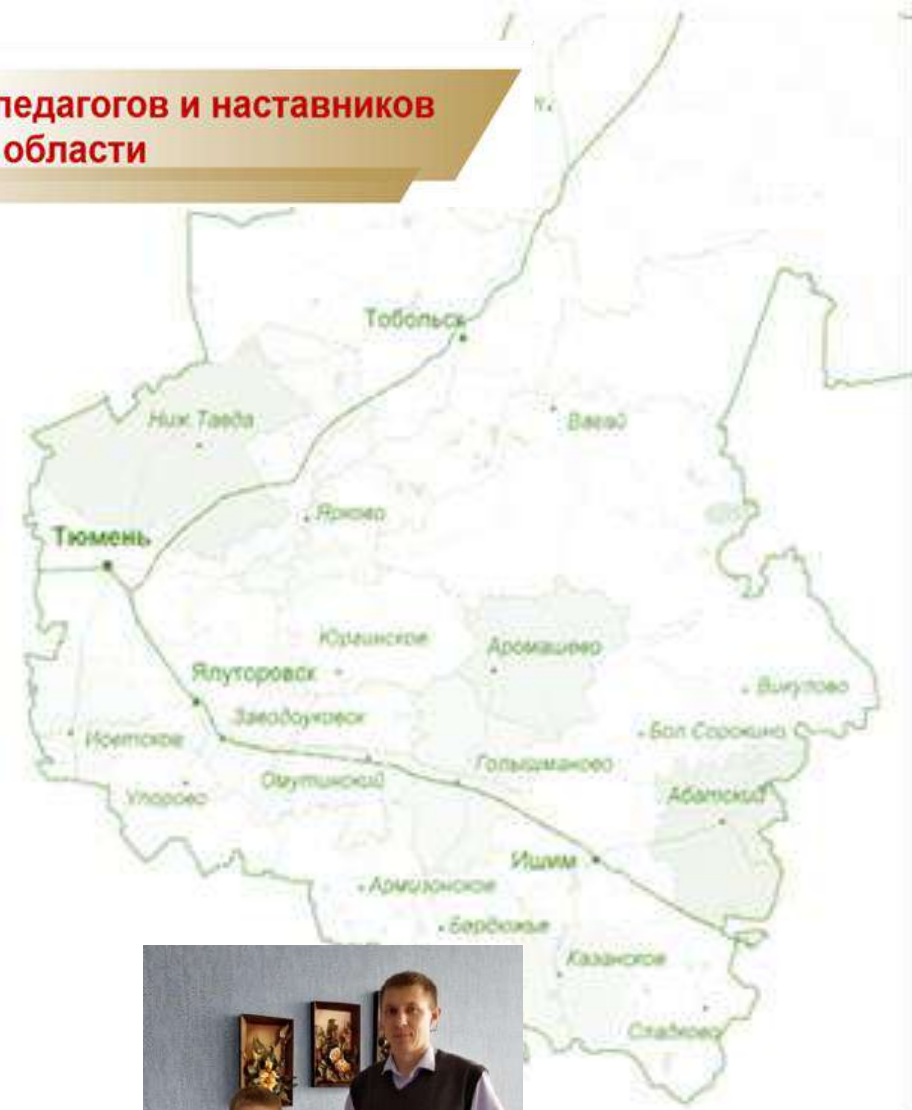 педагогов и наставников
области
Тобольск
Ниж Тавда
Вагай
Ярково
Тюмень
Юргинское
Аромашево
Ялуторовск
Викулово
Заводоуковск
Бол Сорокино
Исетское
Голышманово
Омутинский
Абатский
Упорово
Ишим
Армизонское
Бердюжье
Казанское
Сладково